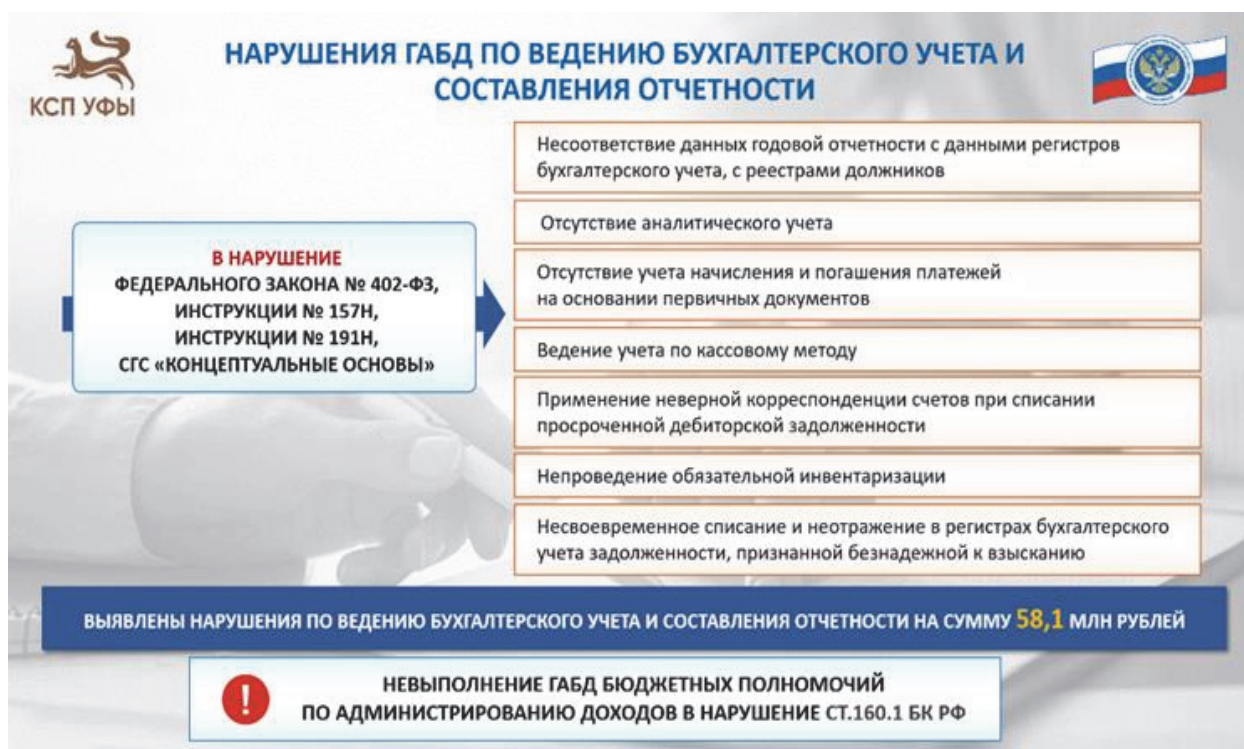 КСП УФЫ
НАРУШЕНИЯ ГАБД ПО ВЕДЕНИЮ БУХГАЛТЕРСКОГО УЧЕТА И
СОСТАВЛЕНИЯ ОТЧЕТНОСТИ
В НАРУШЕНИЕ
ФЕДЕРАЛЬНОГО ЗАКОНА № 402-ФЗ,
ИНСТРУКЦИИ № 157Н,
ИНСТРУКЦИИ № 191Н,
СГС «КОНЦЕПТУАЛЬНЫЕ ОСНОВЫ»
Несоответствие данных годовой отчетности с данными регистров
бухгалтерского учета, с реестрами должников
Отсутствие аналитического учета
Отсутствие учета начисления и погашения платежей
на основании первичных документов
Ведение учета по кассовому методу
Применение неверной корреспонденции счетов при списании
просроченной дебиторской задолженности
Непроведение обязательной инвентаризации
Несвоевременное списание и неотражение в регистрах бухгалтерского
учета задолженности, признанной безнадежной к взысканию
ВЫЯВЛЕНЫ НАРУШЕНИЯ ПО ВЕДЕНИЮ БУХГАЛТЕРСКОГО УЧЕТА И СОСТАВЛЕНИЯ ОТЧЕТНОСТИ НА СУММУ 58,1 МЛН РУБЛЕЙ
!
НЕВЫПОЛНЕНИЕ ГАБД БЮДЖЕТНЫХ ПОЛНОМОЧИЙ
ПО АДМИНИСТРИРОВАНИЮ ДОХОДОВ В НАРУШЕНИЕ СТ.160.1 БК РФ